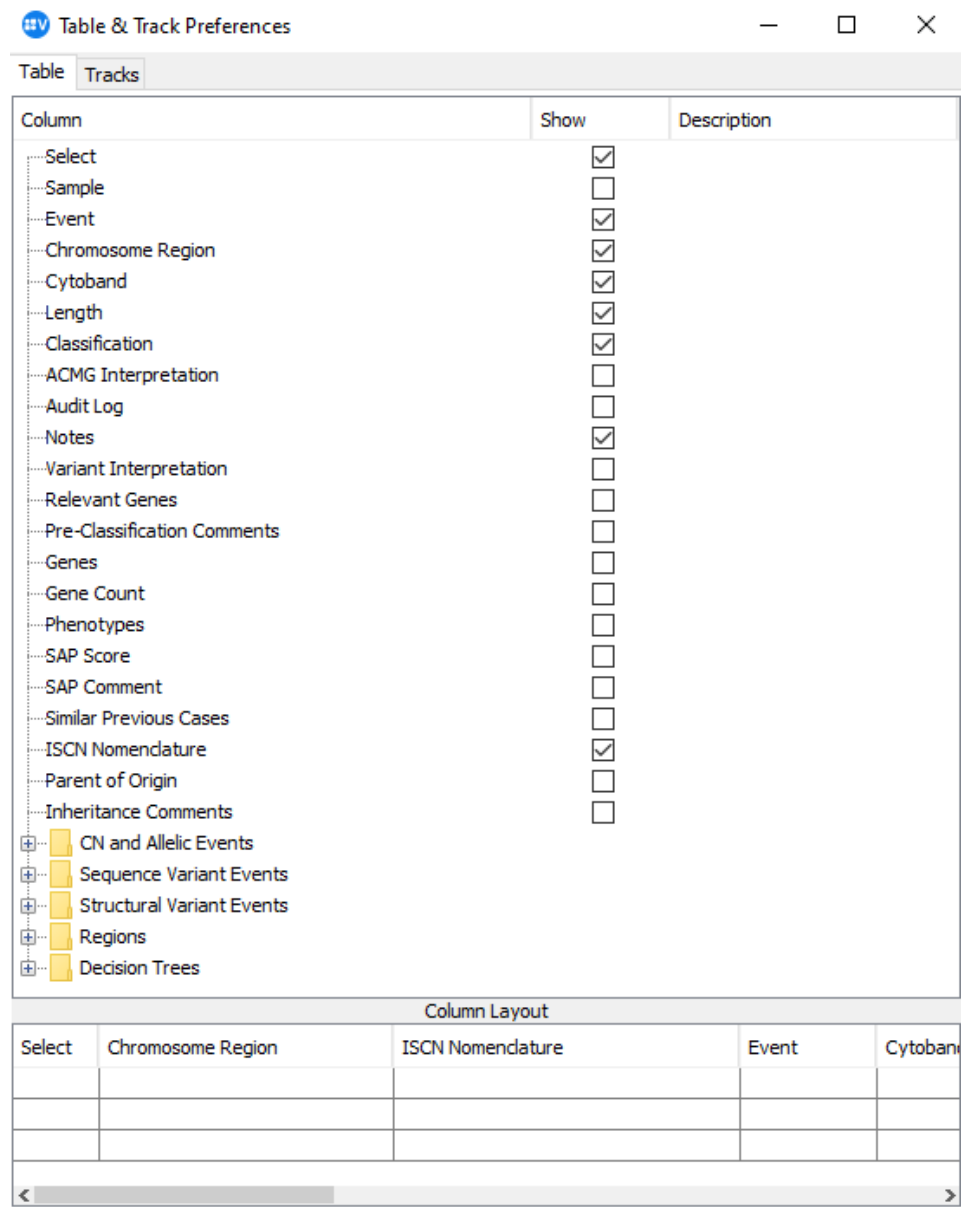 Table & Track Preferences
Table Tracks
Column Show Description
Select
Sample
Event
Chromosome Region
Cytoband
Length
Classification
ACMG Interpretation
Audit Log
Notes
Variant Interpretation
Relevant Genes
Pre-Classification Comments
Genes
Gene Count
Phenotypes
SAP Score
SAP Comment
Similar Previous Cases
ISCN Nomenclature
Parent of Origin
Inheritance Comments
CN and Allelic Events
Sequence Variant Events
Structural Variant Events
Regions
Decision Trees
Column Layout
Select Chromosome Region ISCN Nomenclature Event Cytoband